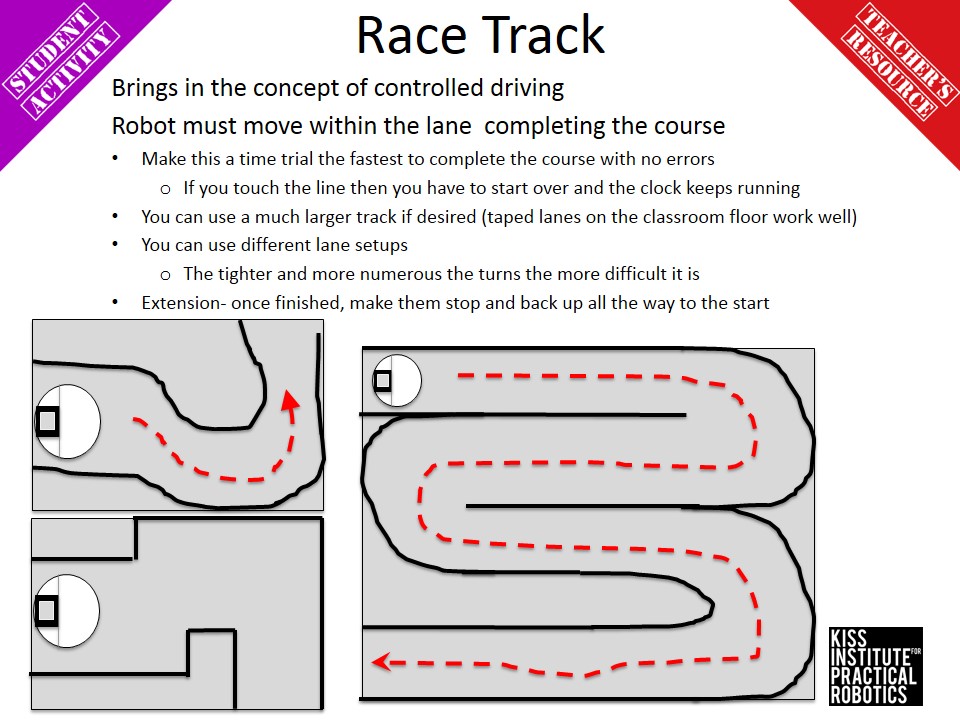 STUDENT
ACTIVITY
Race Track
TEACHER'S
RESOURCE
Brings in the concept of controlled driving
Robot must move within the lane completing the course
• Make this a time trial the fastest to complete the course with no errors
o If you touch the line then you have to start over and the clock keeps running
• You can use a much larger track if desired (taped lanes on the classroom floor work well)
• You can use different lane setups
o The tighter and more numerous the turns the more difficult it is
• Extension- once finished, make them stop and back up all the way to the start
KISS
INSTITUTE FOR
PRACTICAL
ROBOTICS